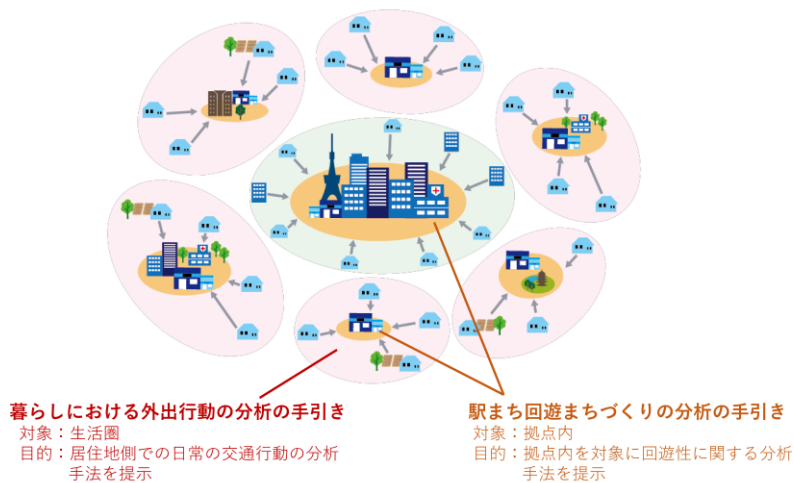 暮らしにおける外出行動の分析の手引き
対象：生活圏
目的：居住地側での日常の交通行動の分析
手法を提示
駅まち回遊まちづくりの分析の手引き
対象：拠点内
目的：拠点内を対象に回遊性に関する分析
手法を提示